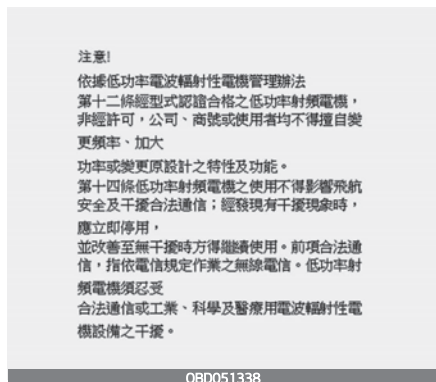 注意!
依據低功率電波輻射性電機管理辦法
第十二條經型式認證合格之低功率射頻電機，
非經許可，公司、商號或使用者均不得擅自變
更頻率、加大
功率或變更原設計之特性及功能。
第十四條低功率射頻電機之使用不得影響飛航
安全及干擾合法通信；經發現有干擾現象時，
應立即停用，
並改善至無干擾時方得繼續使用。前項合法通
信，指依電信規定作業之無線電信。低功率射
頻電機須忍受
合法通信或工業、科學及醫療用電波輻射性電
機設備之干擾。
OBD051338